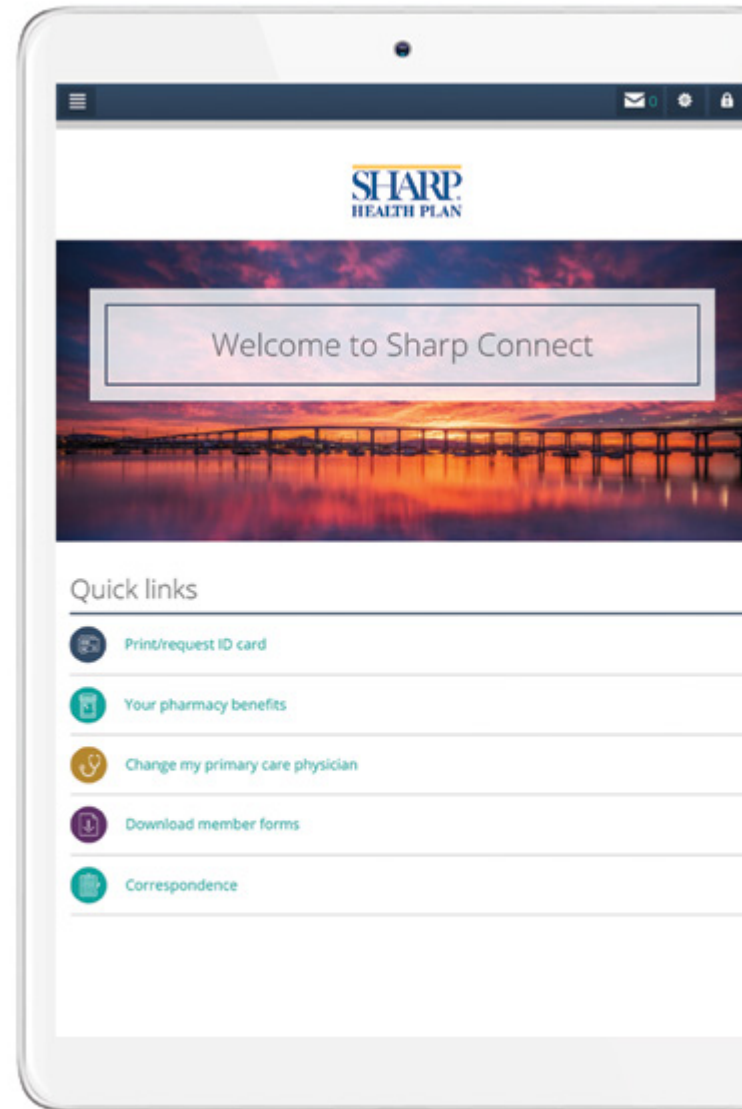 0
SHARP
HEALTH PLAN
Welcome to Sharp Connect
Quick links
Print/request ID card
Your pharmacy benefits
Change my primary care physician
Download member forms
Correspondence